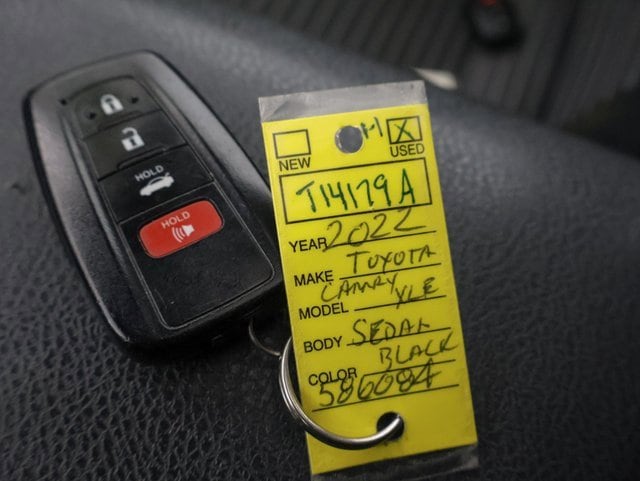 HOLD
HOLD
H
X
NEW
USED
T14179A
YEAR 2022
MAKE TOYOTA
MODEL CAMRY XLE
BODY SEDAN
COLOR BLACK
586084